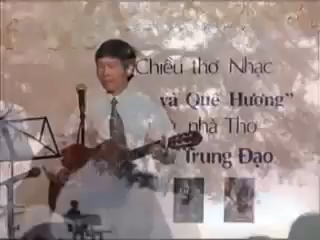 Chiều thơ Nhạc
và Quê Hương"
nhà Thơ
Trung Đạo